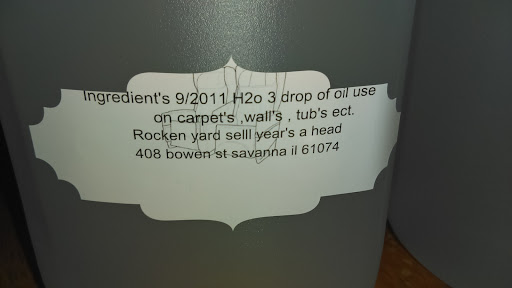 Ingredient's 9/2011 H2o 3 drop of oil use
on carpet's ,wall's , tub's ect.
Rocken yard selll year's a head
408 bowen st savanna il 61074